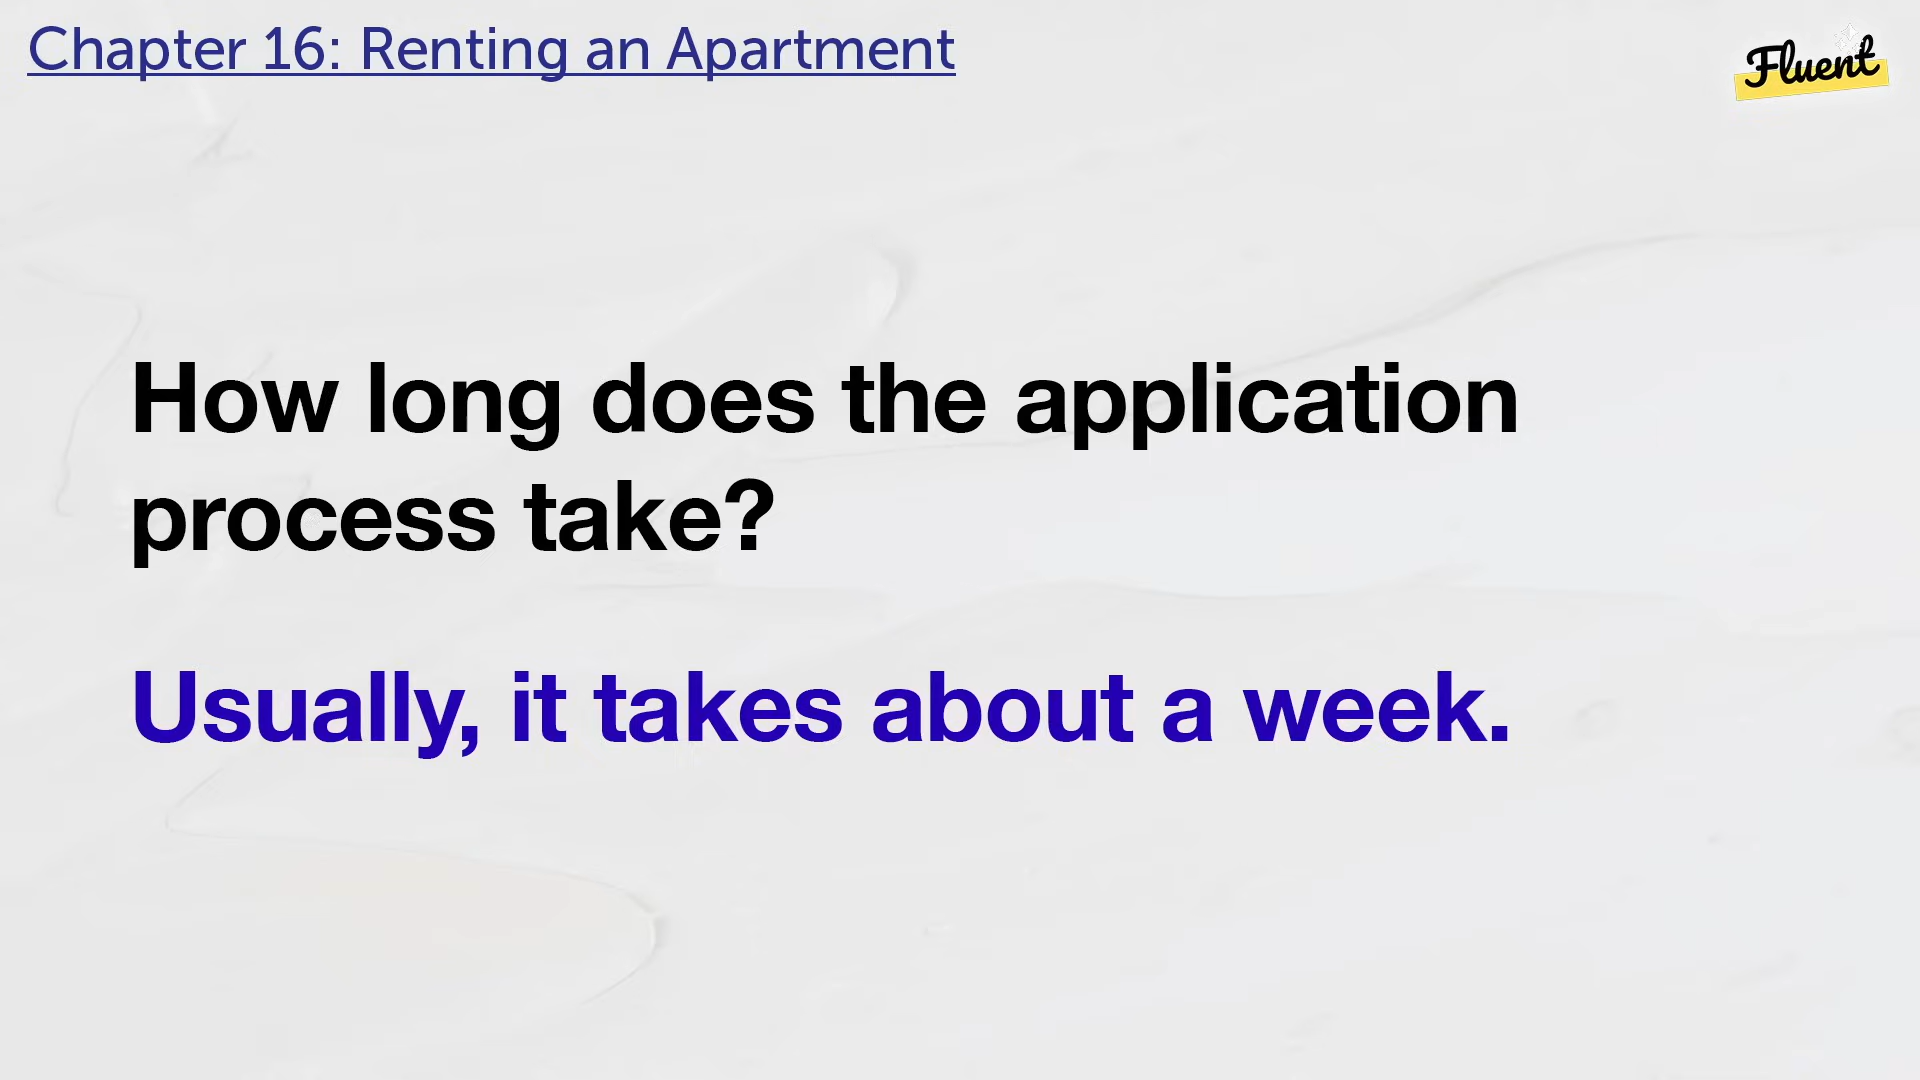 Chapter 16: Renting an Apartment
Fluent
How long does the application
process take?
Usually, it takes about a week.